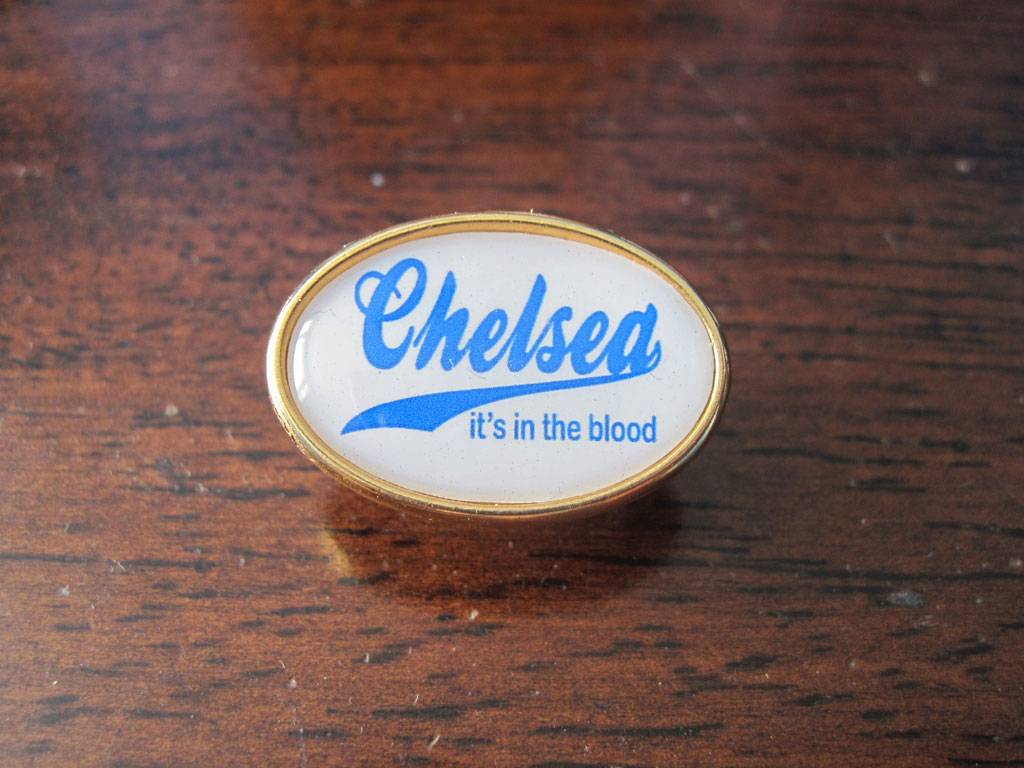 Chelsea
it's in the blood